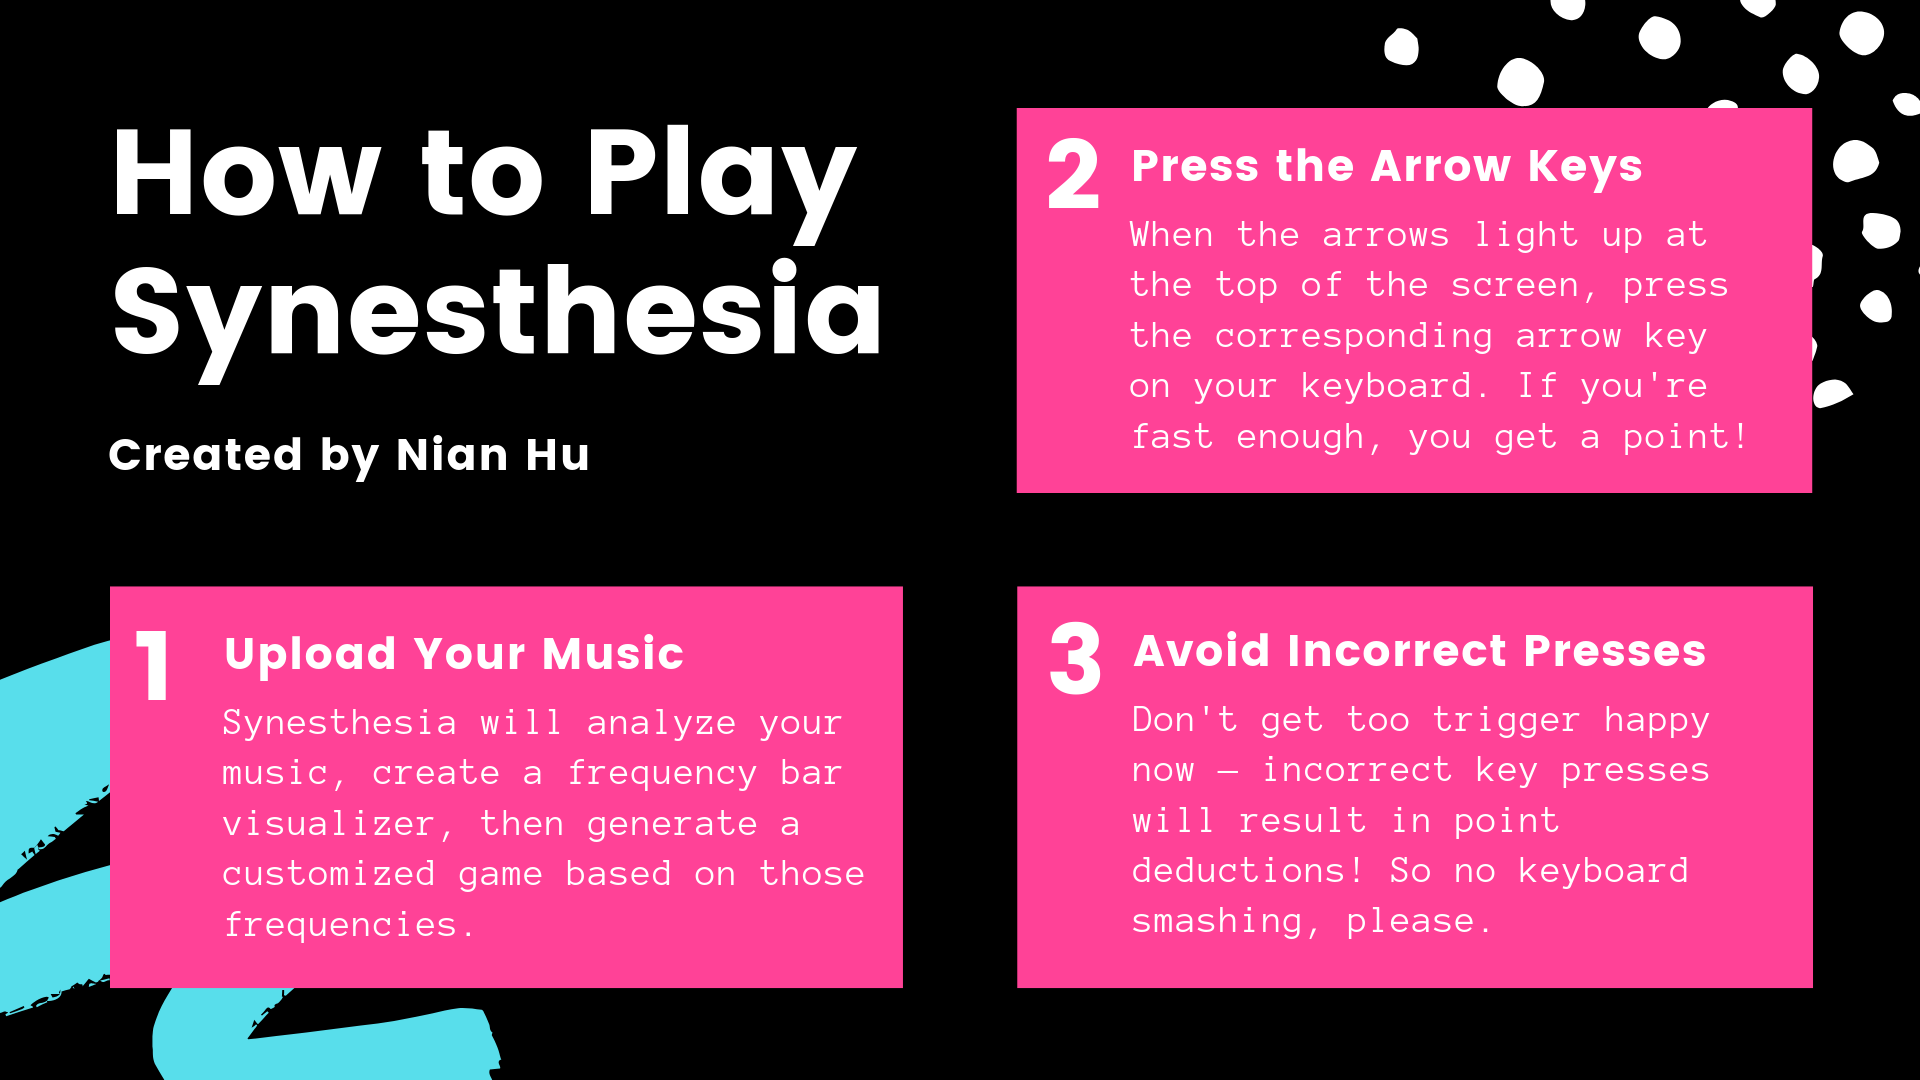 How to Play
Synesthesia
Created by Nian Hu
1
Upload Your Music
Synesthesia will analyze your
music, create a frequency bar
visualizer, then generate a
customized game based on those
frequencies.
2
Press the Arrow Keys
When the arrows light up at
the top of the screen, press
the corresponding arrow key
on your keyboard. If you're
fast enough, you get a point!
3
Avoid Incorrect Presses
Don't get too trigger happy
now — incorrect key presses
will result in point
deductions! So no keyboard
smashing, please.